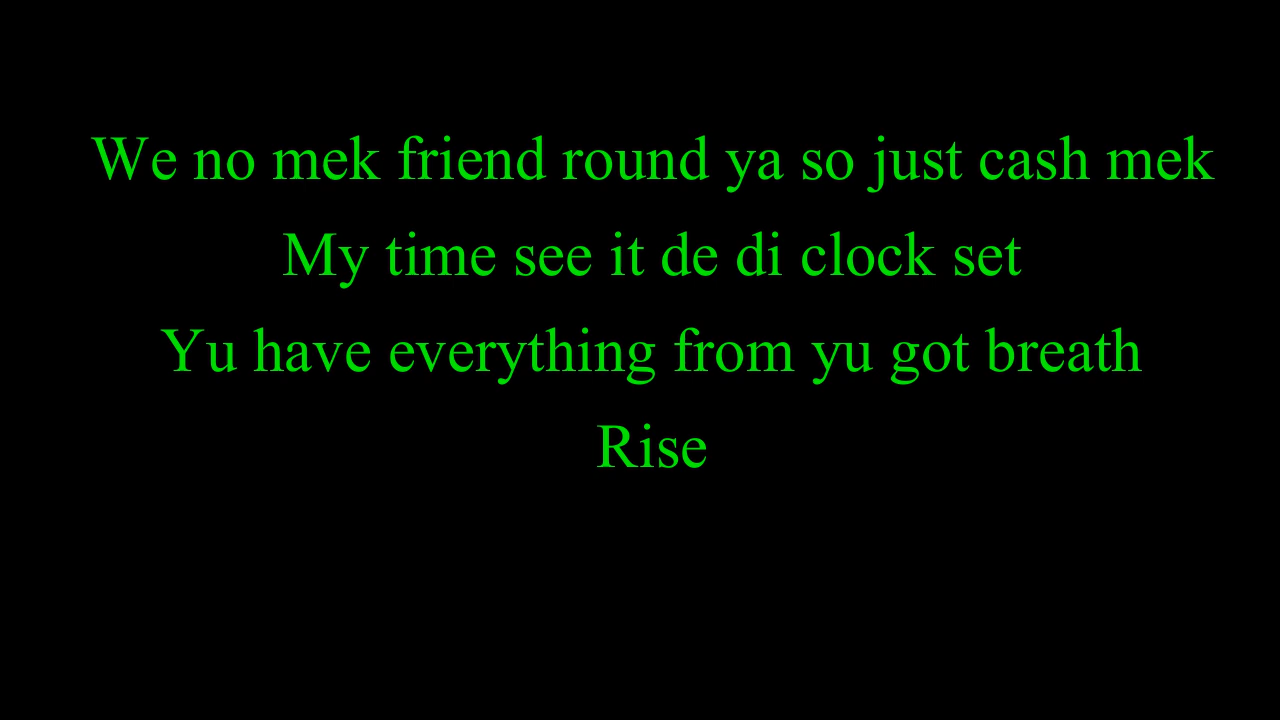 We no mek friend round ya so just cash mek
My time see it de di clock set
Yu have everything from yu got breath
Rise